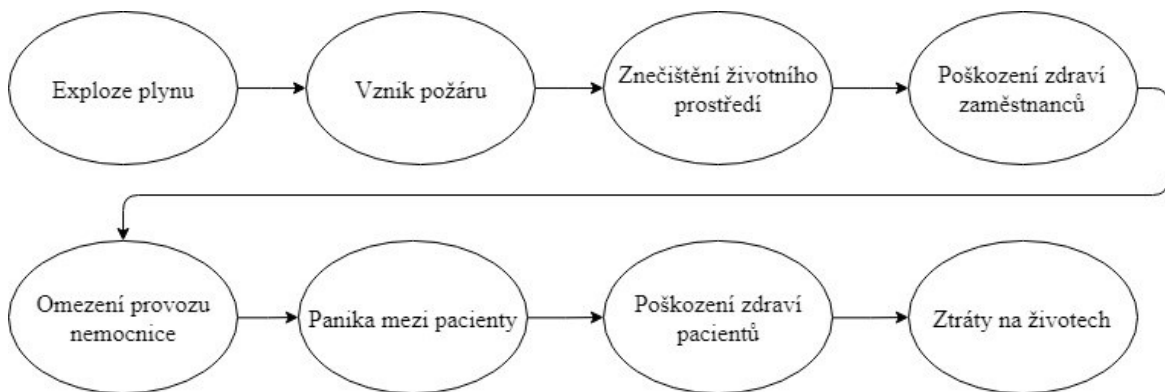 Exploze plynu
Vznik požáru
Znečištění životního
prostředí
Poškození zdraví
zaměstnanců
Omezení provozu
nemocnice
Panika mezi pacienty
Poškození zdraví
pacientů
Ztráty na životech